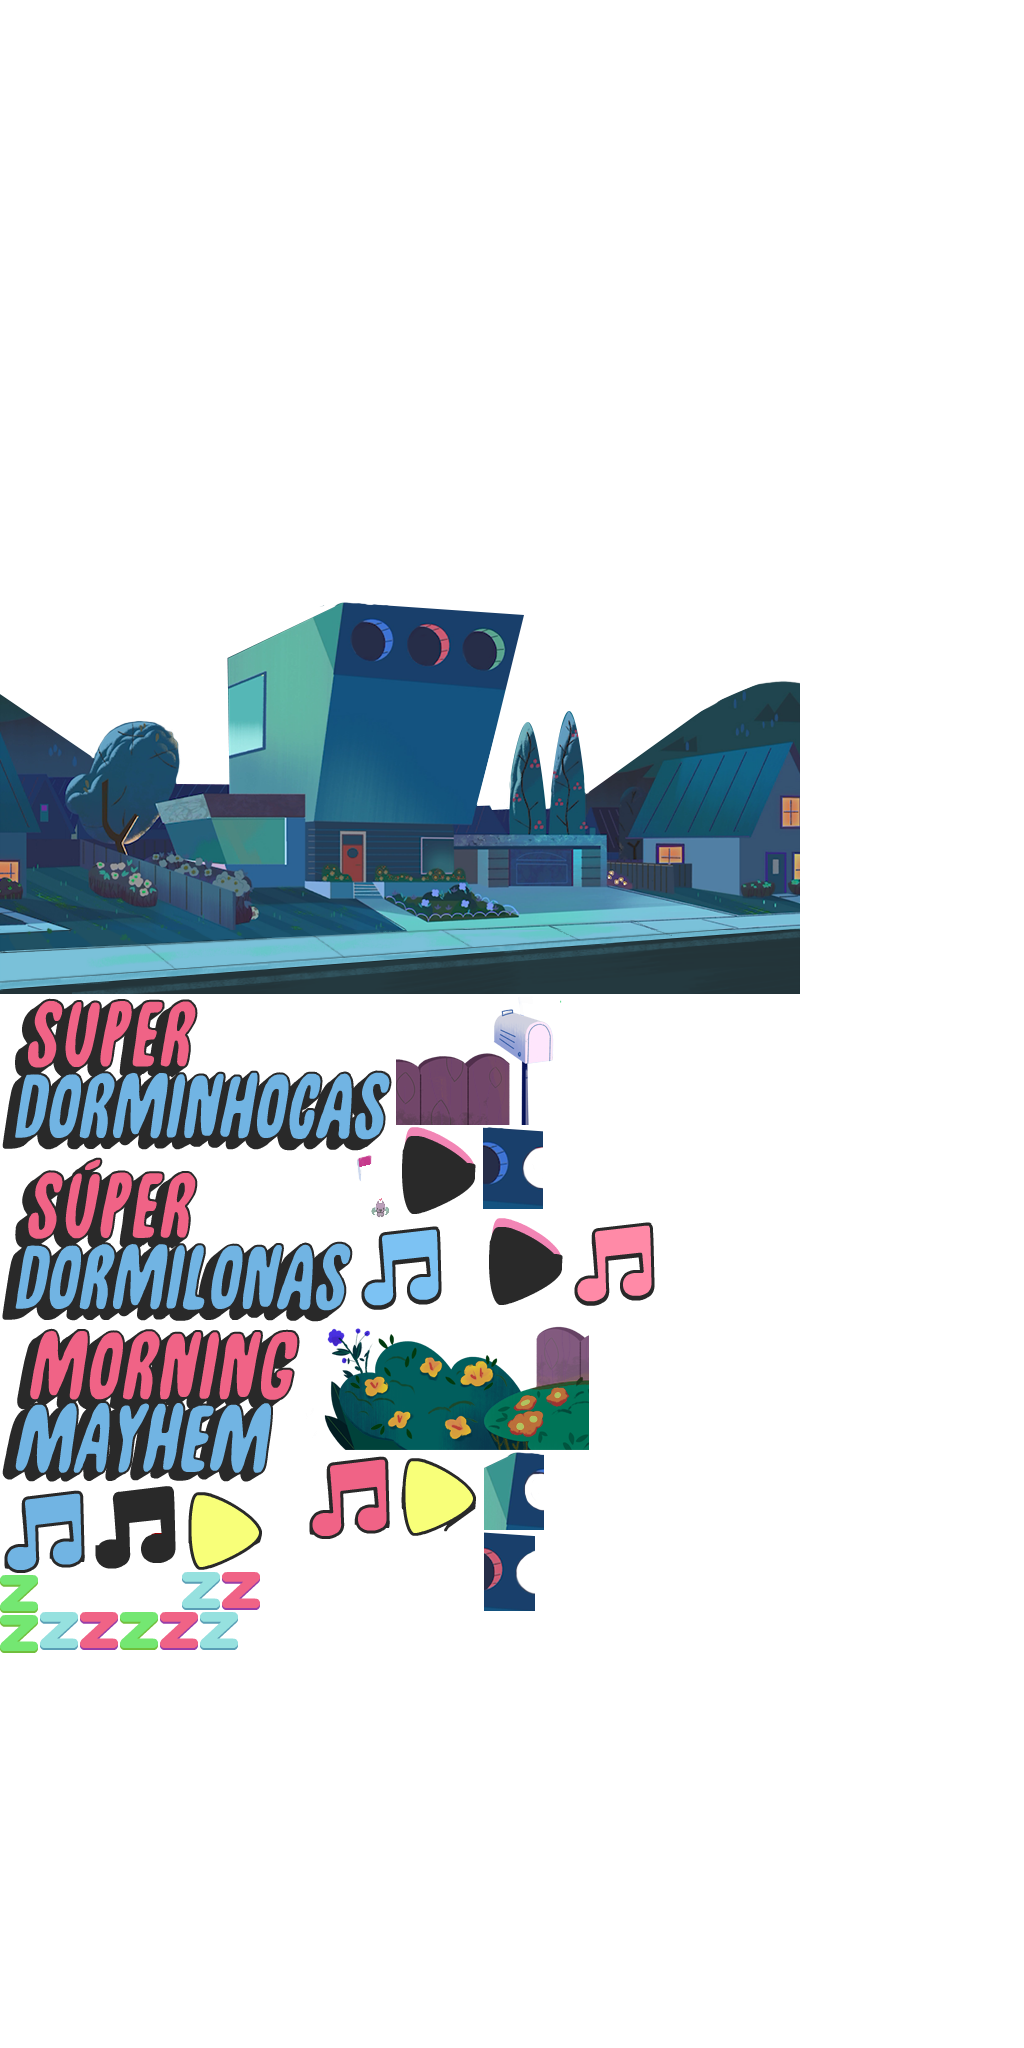 SUPER
DORMINHOCAS
SÚPER
DORMILONAS
MORNING
MAYHEM
Z
Z Z
Z Z Z Z Z Z